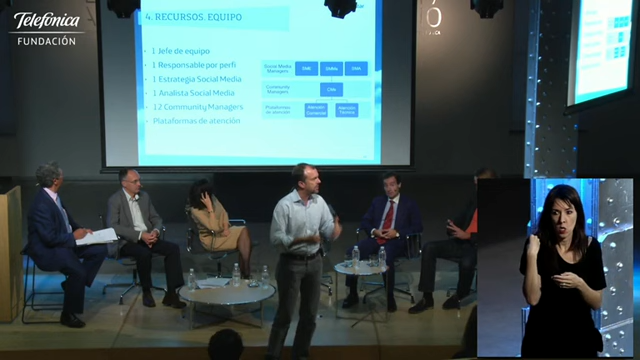 Telefónica
FUNDACIÓN
4. RECURSOS. EQUIPO
1 Jefe de equipo
1 Responsable por perfi
1 Estrategia Social Media
1 Analista Social Media
12 Community Managers
Plataformas de atención
Social Media
Managers
Community
Managers
Plataformas
de atención
Atención
Comercial
Atención
Técnica